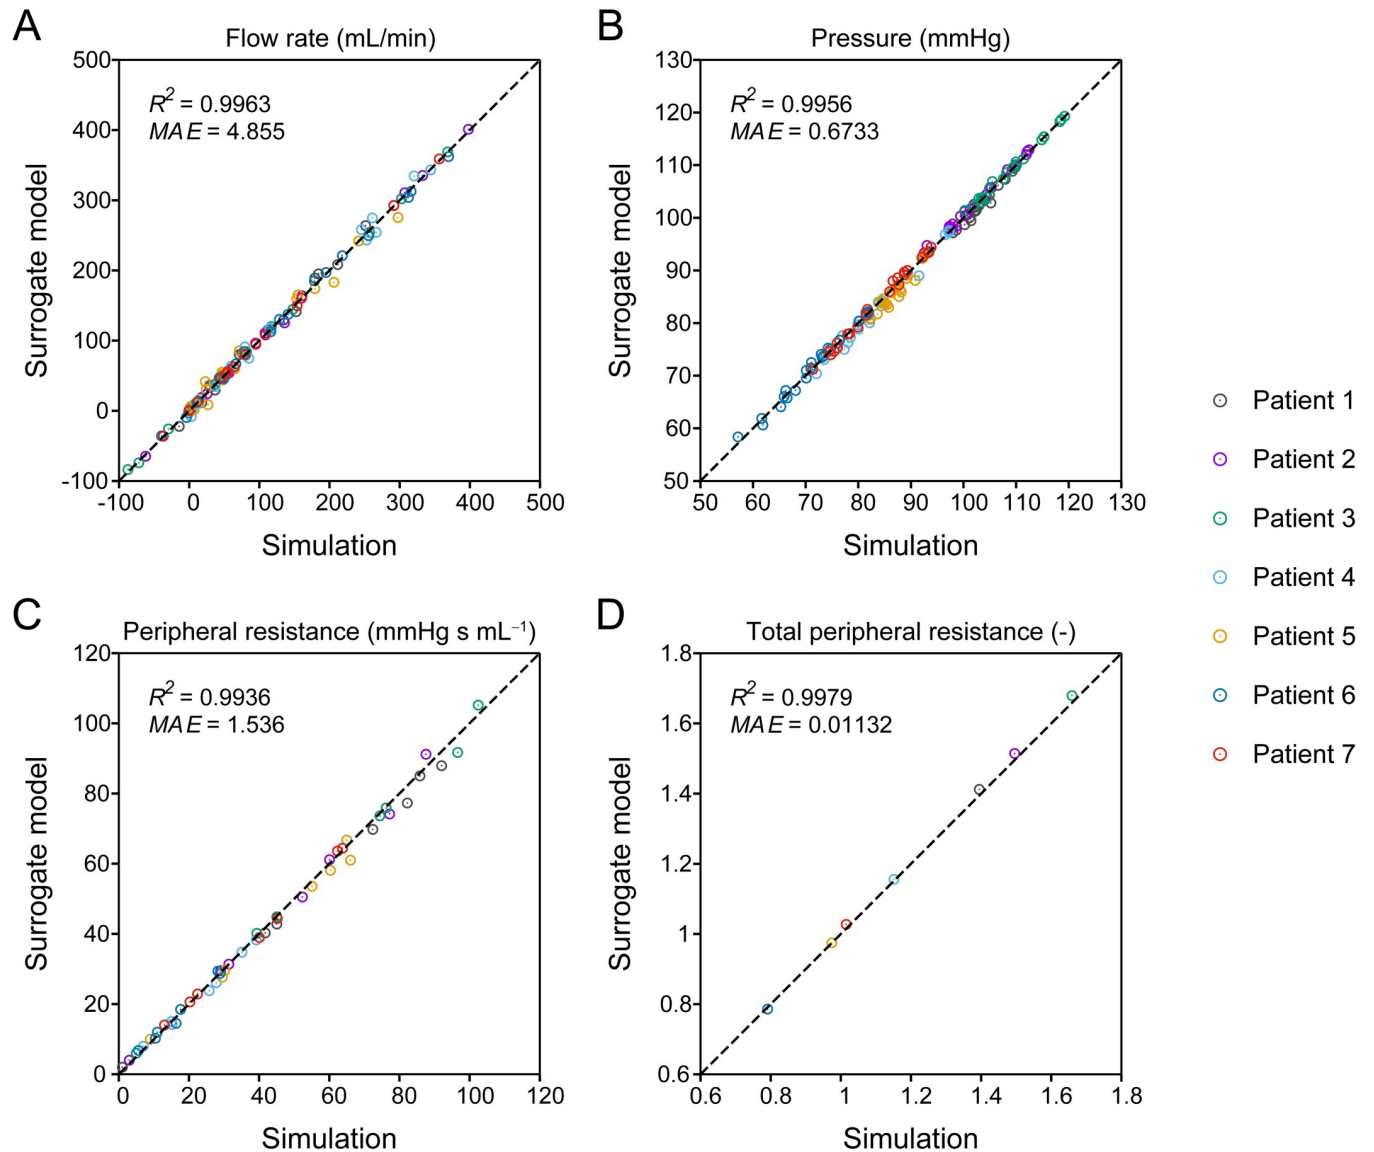 A
Flow rate (mL/min)
R² = 0.9963
MAE = 4.855
500
400
300
200
100
0
-100
-100 0 100 200 300 400 500
Surrogate model
Simulation
B
Pressure (mmHg)
R² = 0.9956
MAE = 0.6733
130
120
110
100
90
80
70
60
50
50 60 70 80 90 100 110 120 130
Surrogate model
Simulation
C
Peripheral resistance (mmHg s mL⁻¹)
R² = 0.9936
MAE = 1.536
120
100
80
60
40
20
0
0 20 40 60 80 100 120
Surrogate model
Simulation
D
Total peripheral resistance (-)
R² = 0.9979
MAE = 0.01132
1.8
1.6
1.4
1.2
1
0.8
0.6
0.6 0.8 1 1.2 1.4 1.6 1.8
Surrogate model
Simulation
Patient 1
Patient 2
Patient 3
Patient 4
Patient 5
Patient 6
Patient 7